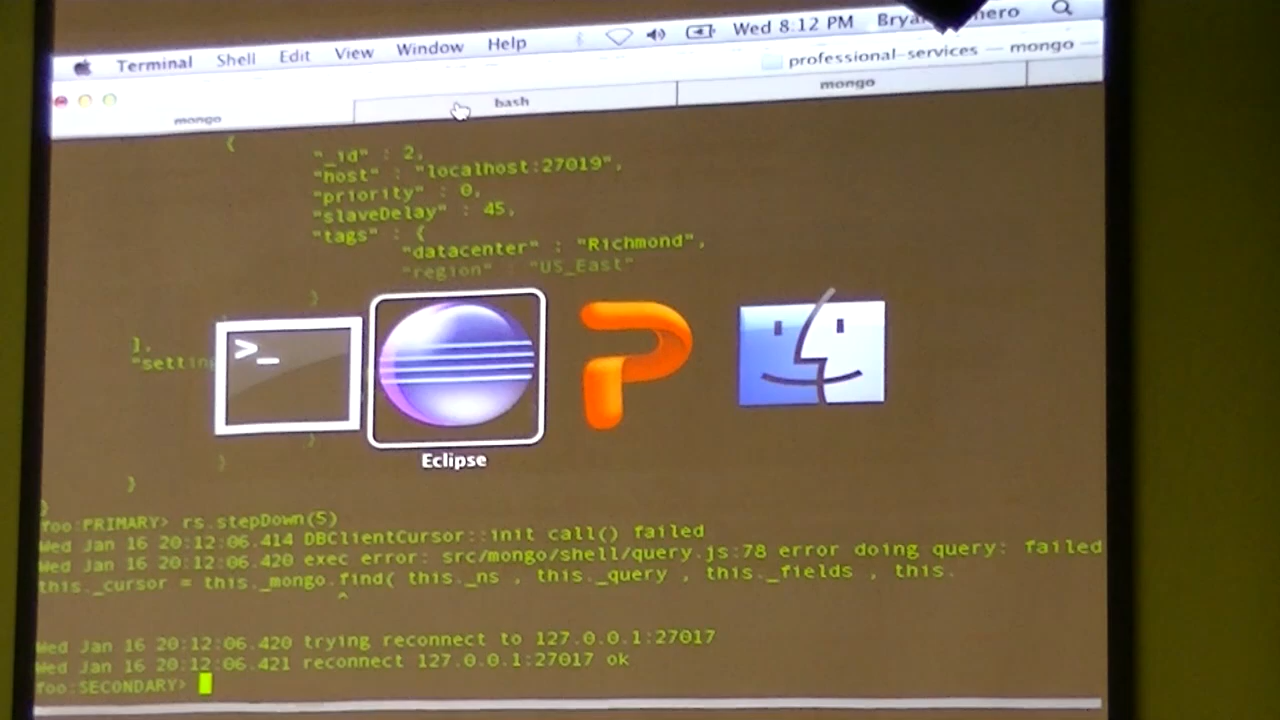 Terminal Shell Edit View Window Help Wed 8:12 PM
professional-services — mongo —
mongo bash mongo
{
"_id" : 2,
"host" : "localhost:27019",
"priority" : 0,
"slaveDelay" : 45,
"tags" : {
"datacenter" : "Richmond",
"region" : "US_East"
}
],
"setting
>_
Eclipse
}
}
}
}
foo:PRIMARY> rs.stepDown(5)
Wed Jan 16 20:12:06.414 DBClientCursor::init call() failed
Wed Jan 16 20:12:06.420 exec error: src/mongo/shell/query.js:78 error doing query: failed
this._cursor = this._mongo.find( this._ns , this._query , this._fields , this.
^
Wed Jan 16 20:12:06.420 trying reconnect to 127.0.0.1:27017
Wed Jan 16 20:12:06.421 reconnect 127.0.0.1:27017 ok
foo:SECONDARY>